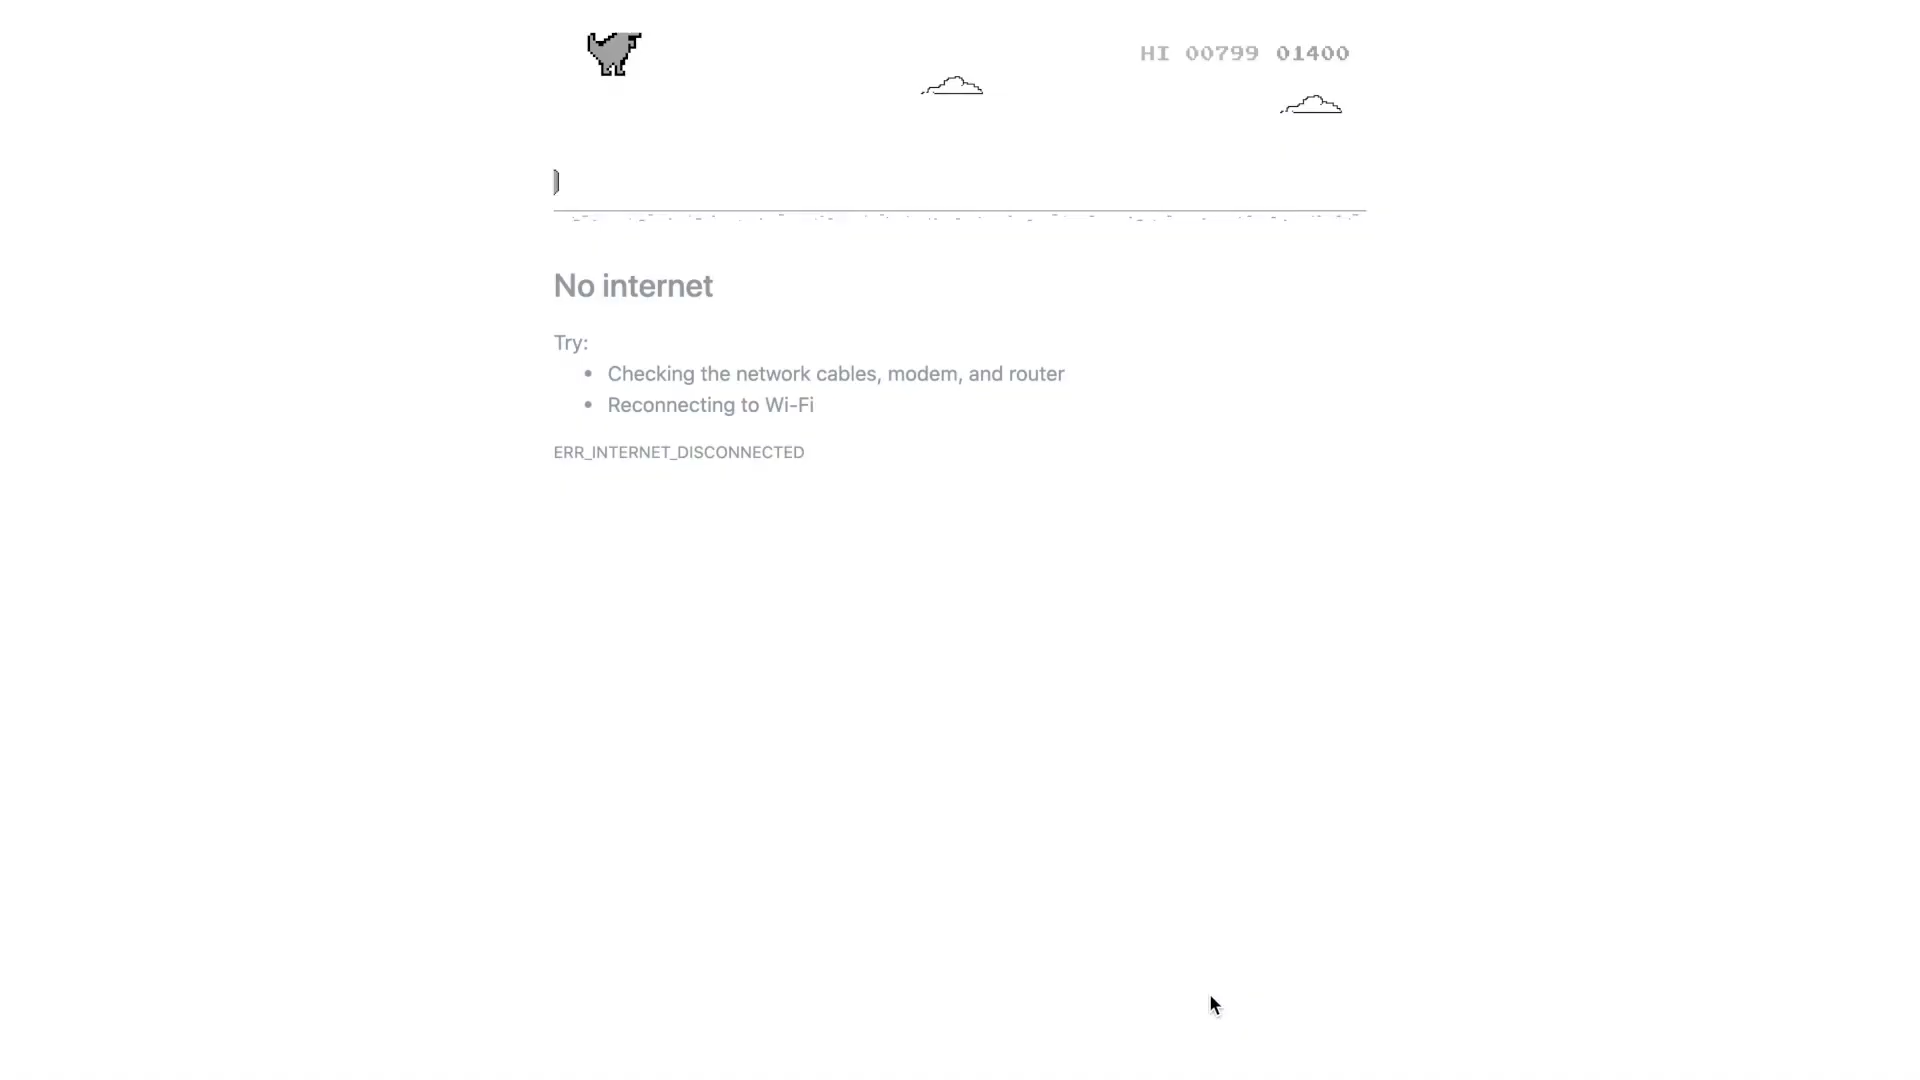 HI 00799 01400
No internet
Try:
• Checking the network cables, modem, and router
• Reconnecting to Wi-Fi
ERR_INTERNET_DISCONNECTED